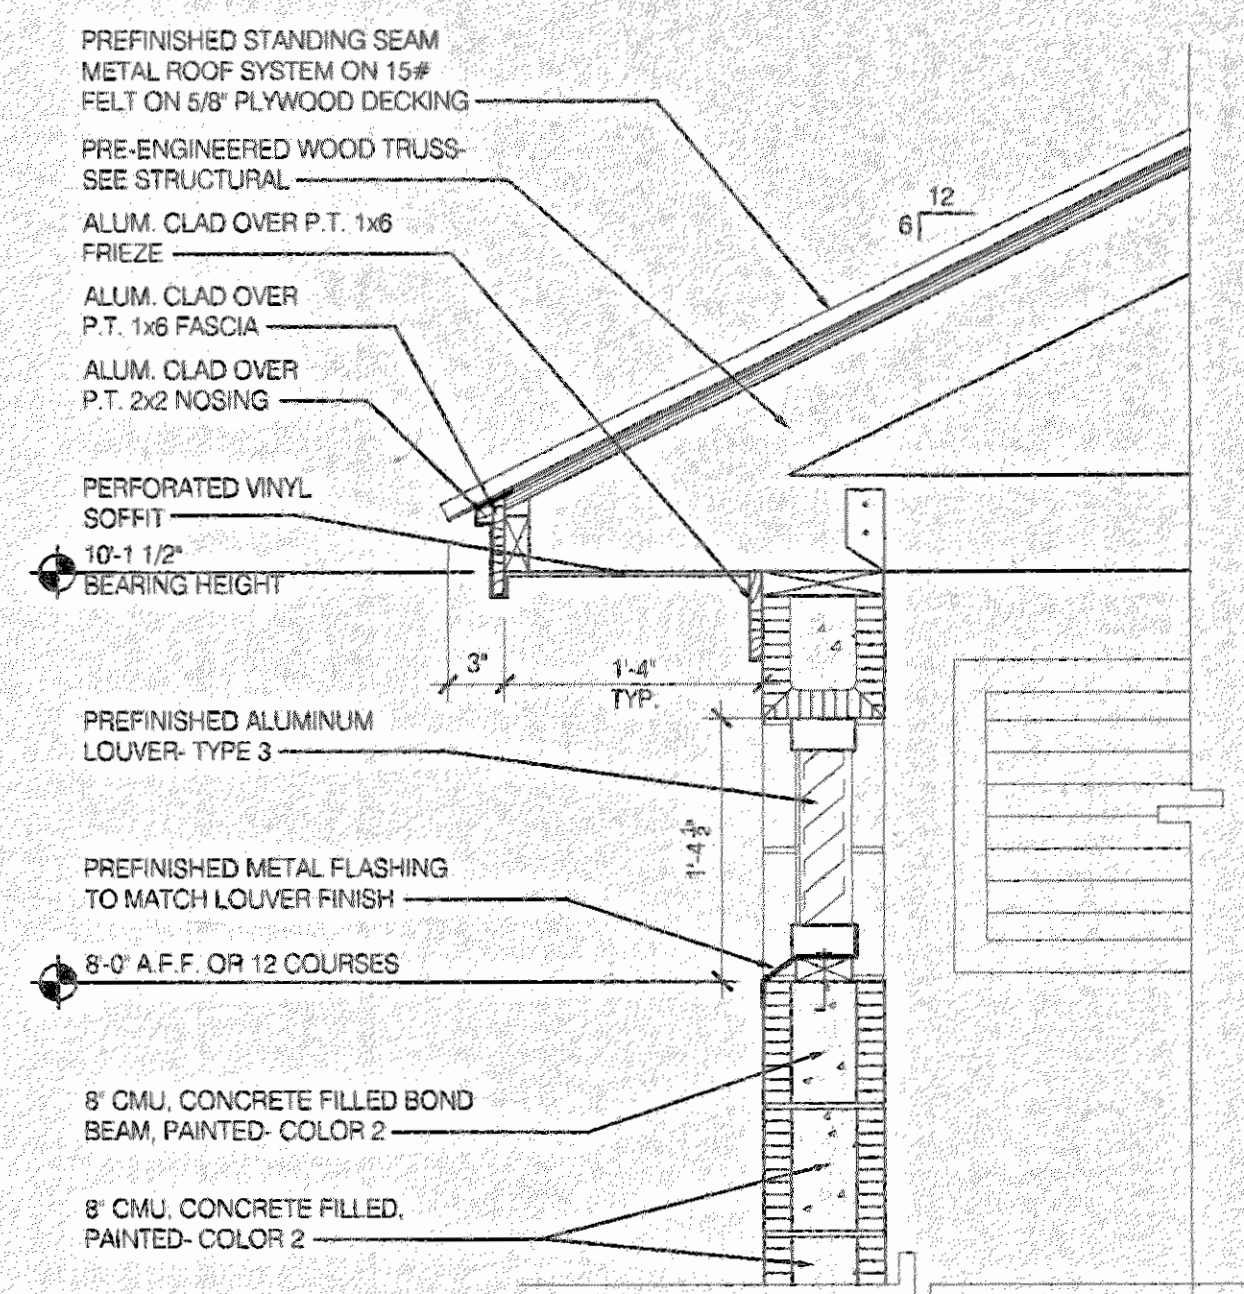 PREFINISHED STANDING SEAM
METAL ROOF SYSTEM ON 15#
FELT ON 5/8" PLYWOOD DECKING
PRE-ENGINEERED WOOD TRUSS-
SEE STRUCTURAL
ALUM. CLAD OVER P.T. 1x6
FRIEZE
ALUM. CLAD OVER
P.T. 1x6 FASCIA
ALUM. CLAD OVER
P.T. 2x2 NOSING
12
6
PERFORATED VINYL
SOFFIT
10'-1 1/2"
BEARING HEIGHT
3"
1'-4"
TYP.
PREFINISHED ALUMINUM
LOUVER- TYPE 3
1'-4 1/2"
PREFINISHED METAL FLASHING
TO MATCH LOUVER FINISH
8'-0" A.F.F. OR 12 COURSES
8" CMU, CONCRETE FILLED BOND
BEAM, PAINTED- COLOR 2
8" CMU, CONCRETE FILLED,
PAINTED- COLOR 2